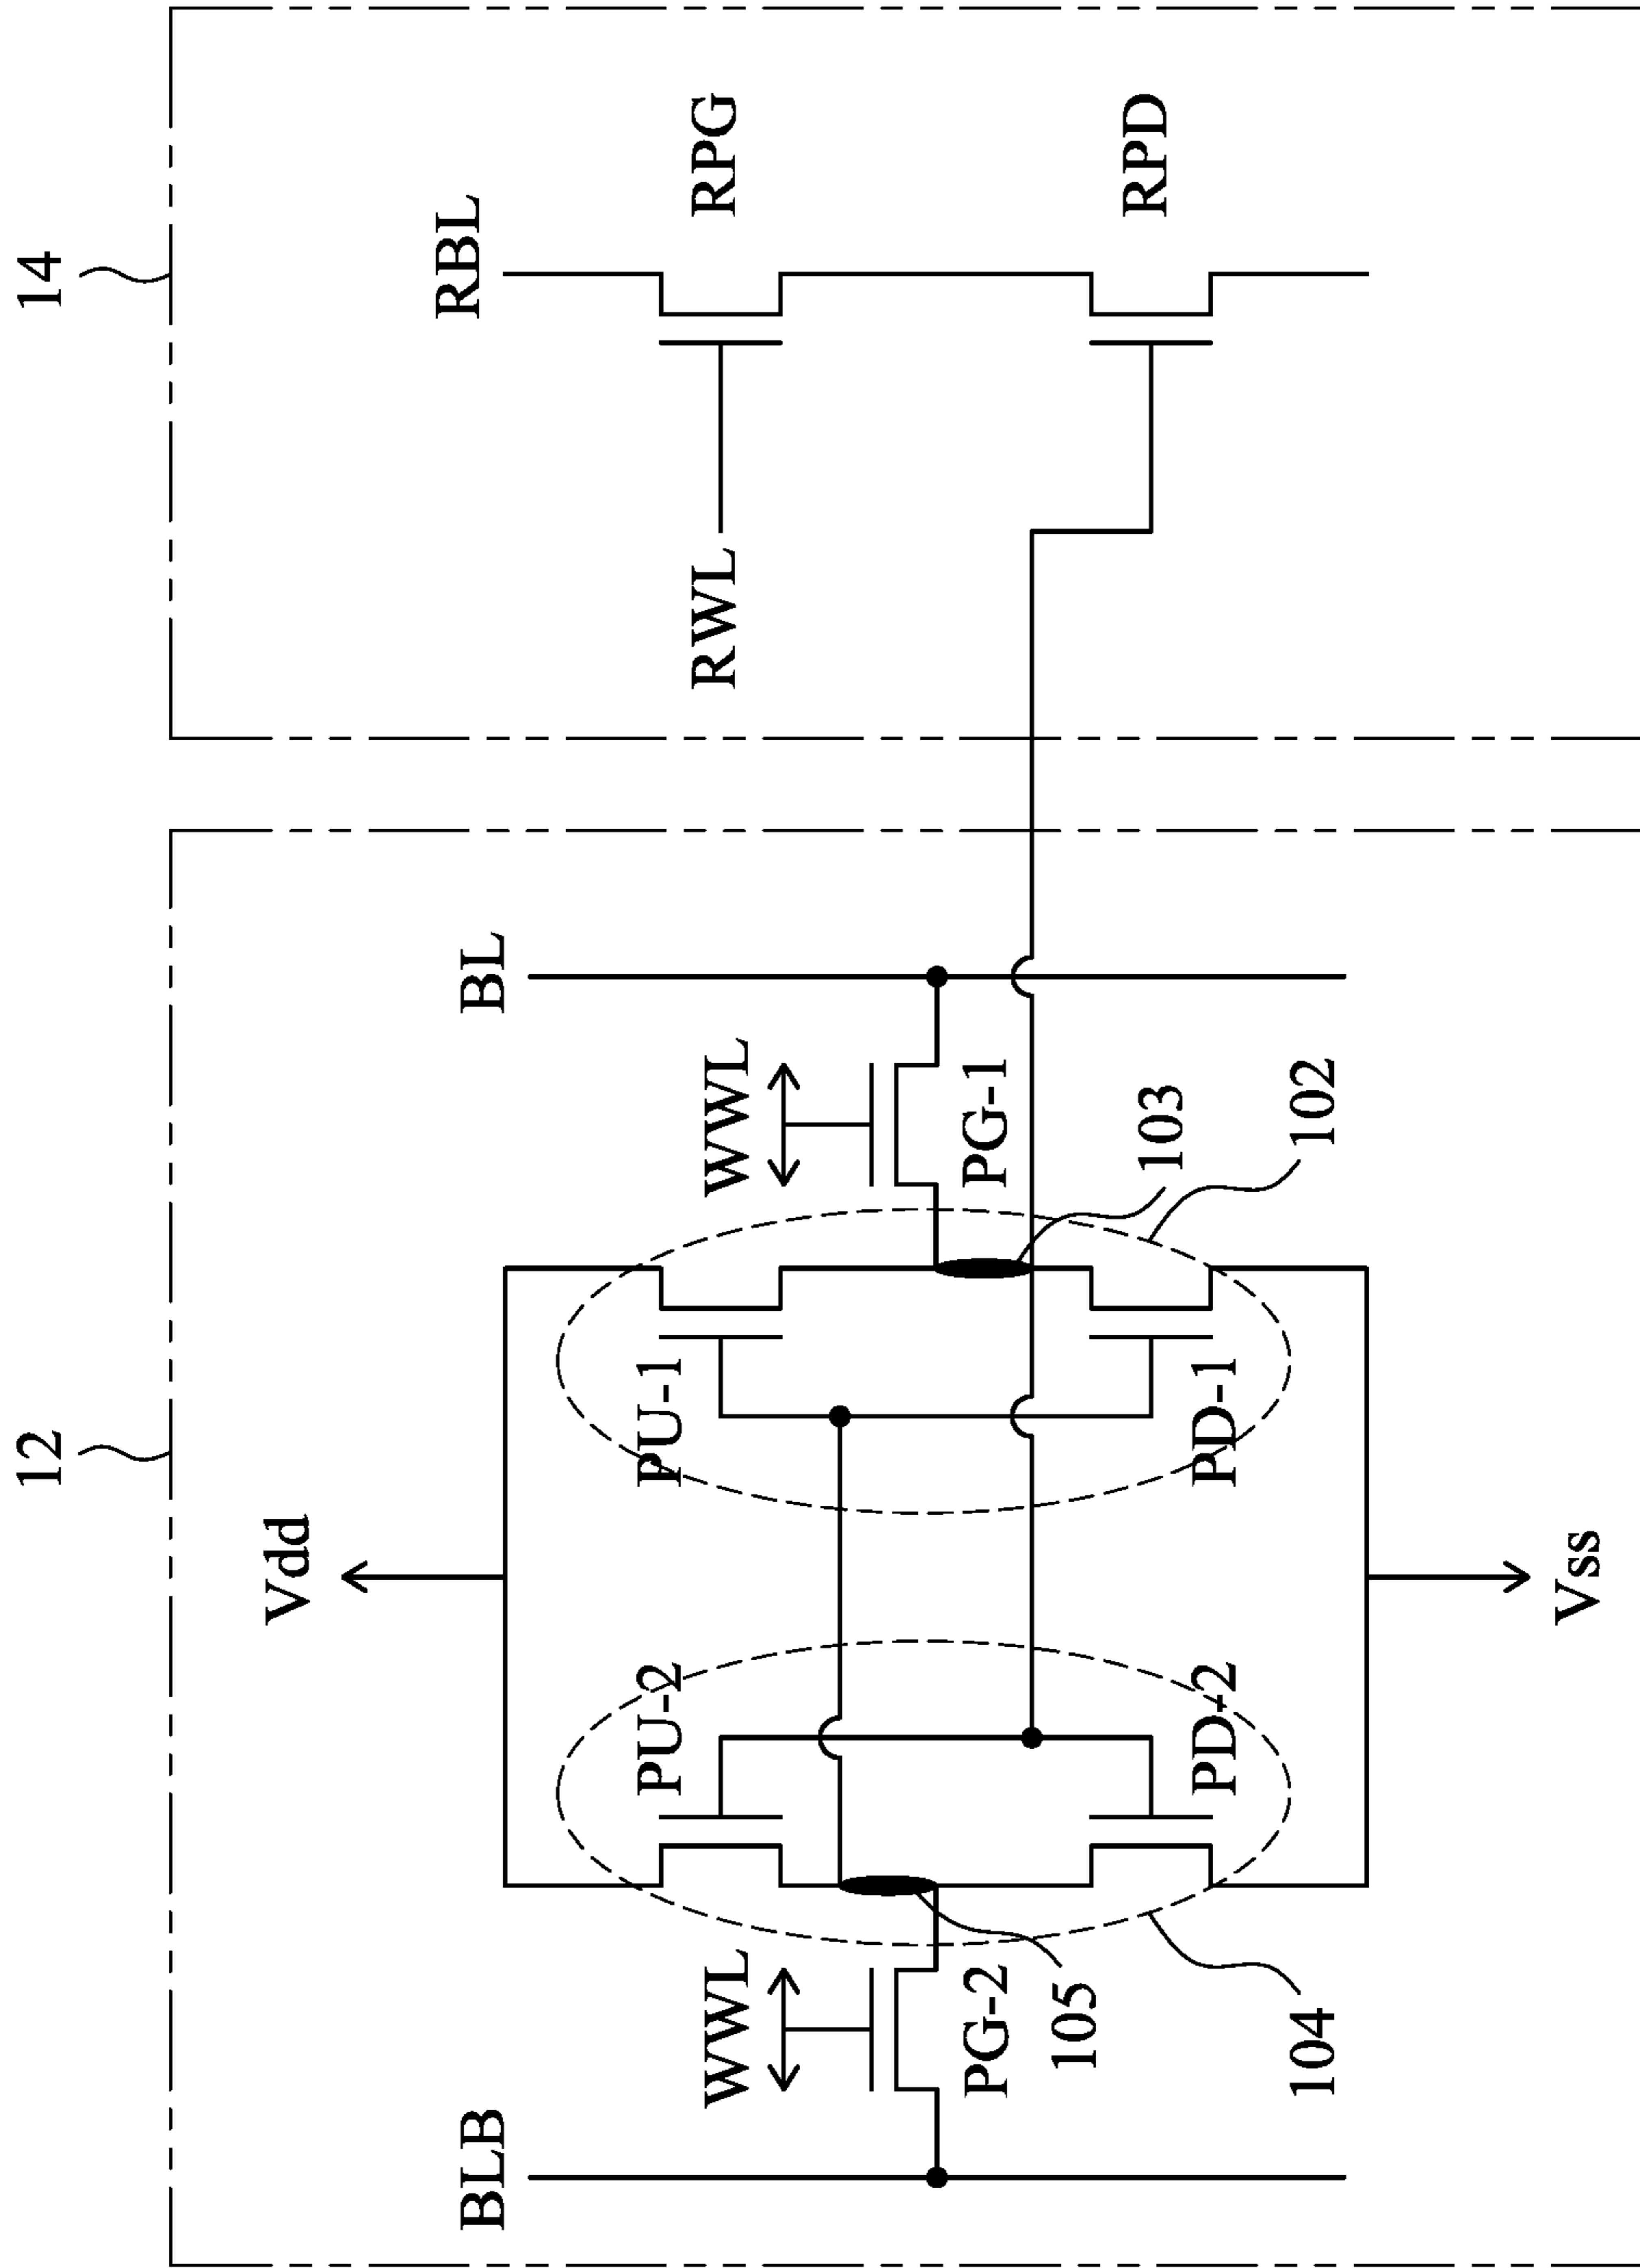 12
14
Vdd
BLB
BL
RBL
WWL
PU-2
PU-1
WWL
RWL
RPG
PG-2
PG-1
105
103
PD-2
PD-1
RPD
104
102
Vss